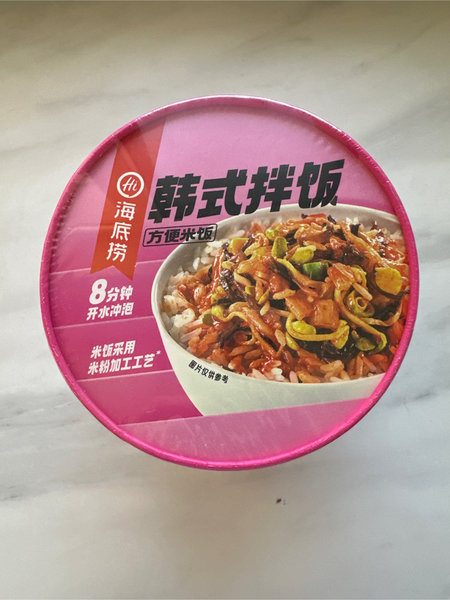 Hi
海底捞
韩式拌饭
方便米饭
8分钟
开水冲泡
米饭采用
米粉加工工艺*
图片仅供参考